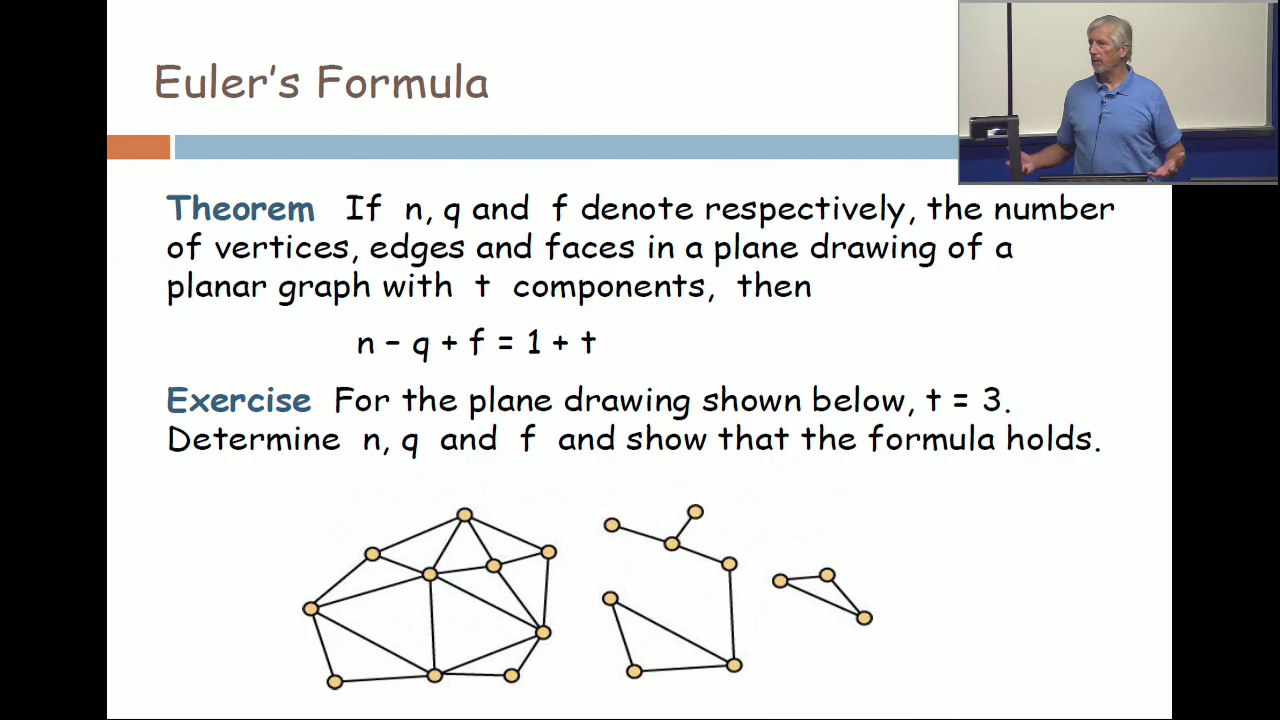 Euler's Formula
Theorem If n, q and f denote respectively, the number
of vertices, edges and faces in a plane drawing of a
planar graph with t components, then
n – q + f = 1 + t
Exercise For the plane drawing shown below, t = 3.
Determine n, q and f and show that the formula holds.